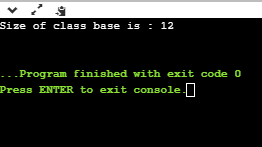 Size of class base is : 12
...Program finished with exit code 0
Press ENTER to exit console.